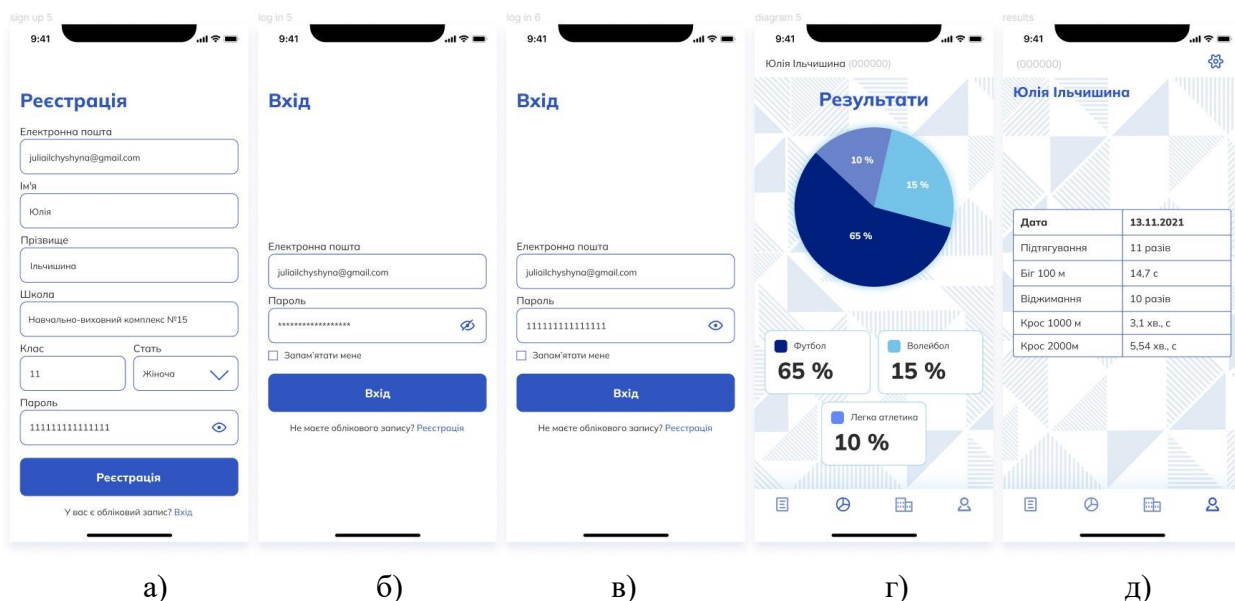 sign up 5
9:41
Реєстрація
Електронна пошта
juliailchyshyna@gmail.com
Ім'я
Юлія
Прізвище
Ільчишина
Школа
Навчально-виховний комплекс №15
Клас Стать
11 Жіноча
Пароль
111111111111111
Реєстрація
У вас є обліковий запис? Вхід
а)
log in 5
9:41
Вхід
Електронна пошта
juliailchyshyna@gmail.com
Пароль
******************
Запам'ятати мене
Вхід
Не маєте облікового запису? Реєстрація
б)
log in 6
9:41
Вхід
Електронна пошта
juliailchyshyna@gmail.com
Пароль
111111111111111
Запам'ятати мене
Вхід
Не маєте облікового запису? Реєстрація
в)
diagram 5
9:41
Юлія Ільчишина (000000)
Результати
10 %
15 %
65 %
Футбол
65 %
Волейбол
15 %
Легка атлетика
10 %
г)
results
9:41
(000000)
Юлія Ільчишина
Дата 13.11.2021
Підтягування 11 разів
Біг 100 м 14,7 с
Віджимання 10 разів
Крос 1000 м 3,1 хв., с
Крос 2000м 5,54 хв., с
д)